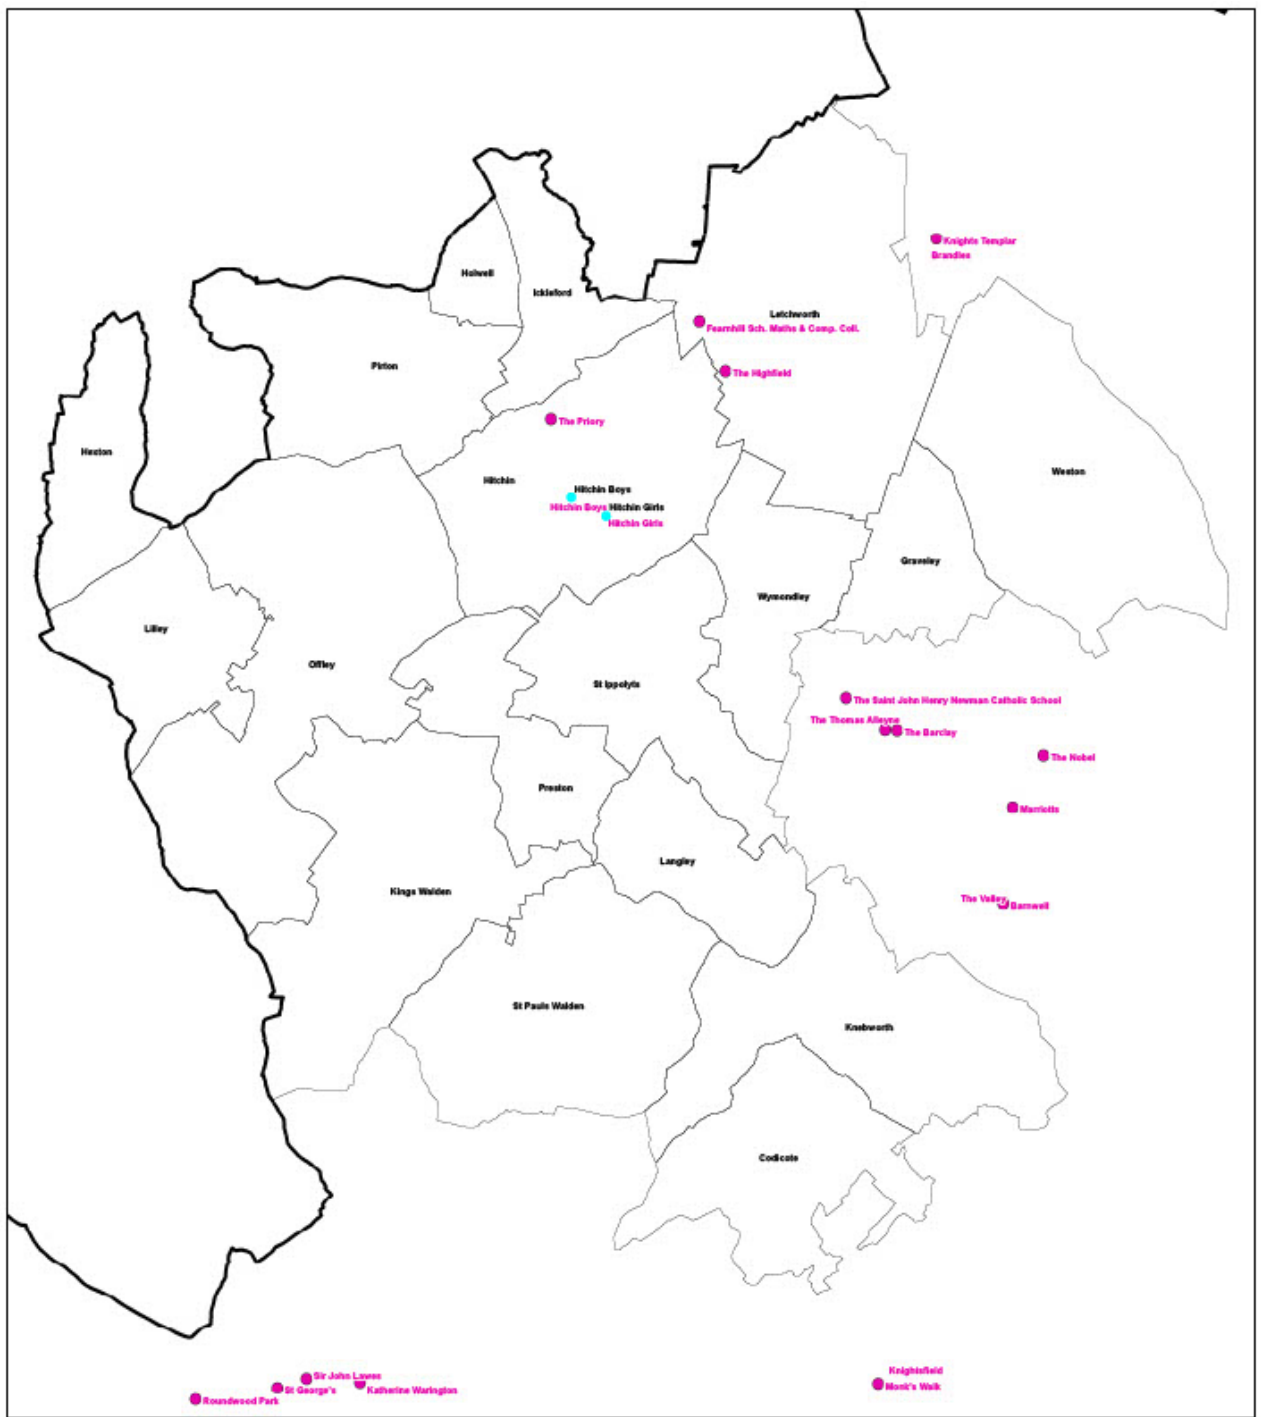 Knights Templar
Brandles
Holwell
Ickleford
Letchworth
Fearnhill Sch. Maths & Comp. Coll.
Pirton
The Highfield
The Priory
Hexton
Weston
Hitchin
Hitchin Boys
Hitchin Boys
Hitchin Girls
Hitchin Girls
Graveley
Wymondley
Lilley
Offley
St Ippolyts
The Saint John Henry Newman Catholic School
The Thomas Alleyne
The Barclay
The Nobel
Preston
Marriotts
Langley
Kings Walden
The Valley
Barnwell
St Pauls Walden
Knebworth
Codicote
Knightsfield
Monk's Walk
Sir John Lawes
St George's
Katherine Warington
Roundwood Park